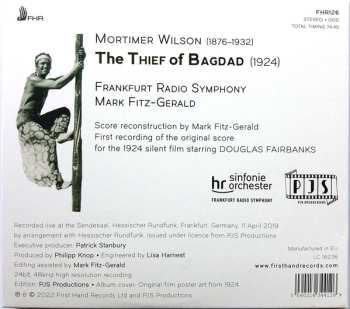 FHR
FHR126
STEREO • DDD
TOTAL TIMING 74:45
MORTIMER WILSON (1876–1932)
THE THIEF OF BAGDAD (1924)
FRANKFURT RADIO SYMPHONY
MARK FITZ-GERALD
Score reconstruction by Mark Fitz-Gerald
First recording of the original score
for the 1924 silent film starring DOUGLAS FAIRBANKS
hr sinfonie
orchester
FRANKFURT RADIO SYMPHONY
PJS
Recorded live at the Sendesaal, Hessischer Rundfunk, Frankfurt, Germany, 11 April 2019
by arrangement with Hessischer Rundfunk. Issued under licence from PJS Productions
Executive producer: Patrick Stanbury
Produced by Philipp Knop • Engineered by Lisa Harnest
Editing assisted by Mark Fitz-Gerald
24bit, 48kHz high resolution recording
Edition: PJS Productions • Album cover: Original film poster art from 1924
℗ & © 2022 First Hand Records Ltd and PJS Productions
Manufactured in EU
www.firsthandrecords.com